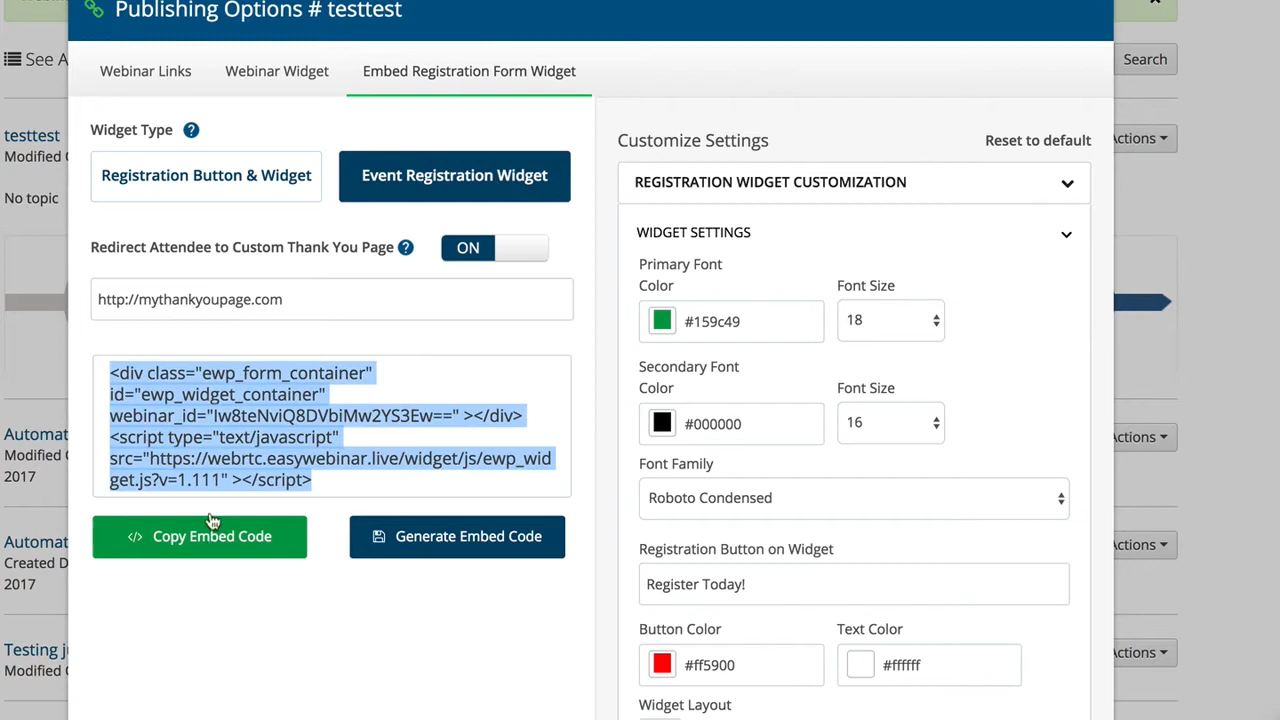 Publishing Options # testtest
See A
Search
Webinar Links
Webinar Widget
Embed Registration Form Widget
testtest
Modified
No topic
Actions
Widget Type ?
Registration Button & Widget
Event Registration Widget
Redirect Attendee to Custom Thank You Page ?
ON
http://mythankyoupage.com
<div class="ewp_form_container"
id="ewp_widget_container"
webinar_id="Iw8teNviQ8DVbiMw2YS3Ew==" ></div>
<script type="text/javascript"
src="https://webrtc.easywebinar.live/widget/js/ewp_wid
get.js?v=1.111" ></script>
</> Copy Embed Code
Generate Embed Code
Customize Settings
Reset to default
REGISTRATION WIDGET CUSTOMIZATION
WIDGET SETTINGS
Primary Font
Color
Font Size
#159c49
18
Secondary Font
Color
Font Size
#000000
16
Font Family
Roboto Condensed
Registration Button on Widget
Register Today!
Button Color
Text Color
#ff5900
#ffffff
Widget Layout
Automat
Modified
2017
Actions
Automat
Created D
2017
Actions
Testing j
Modified
Actions